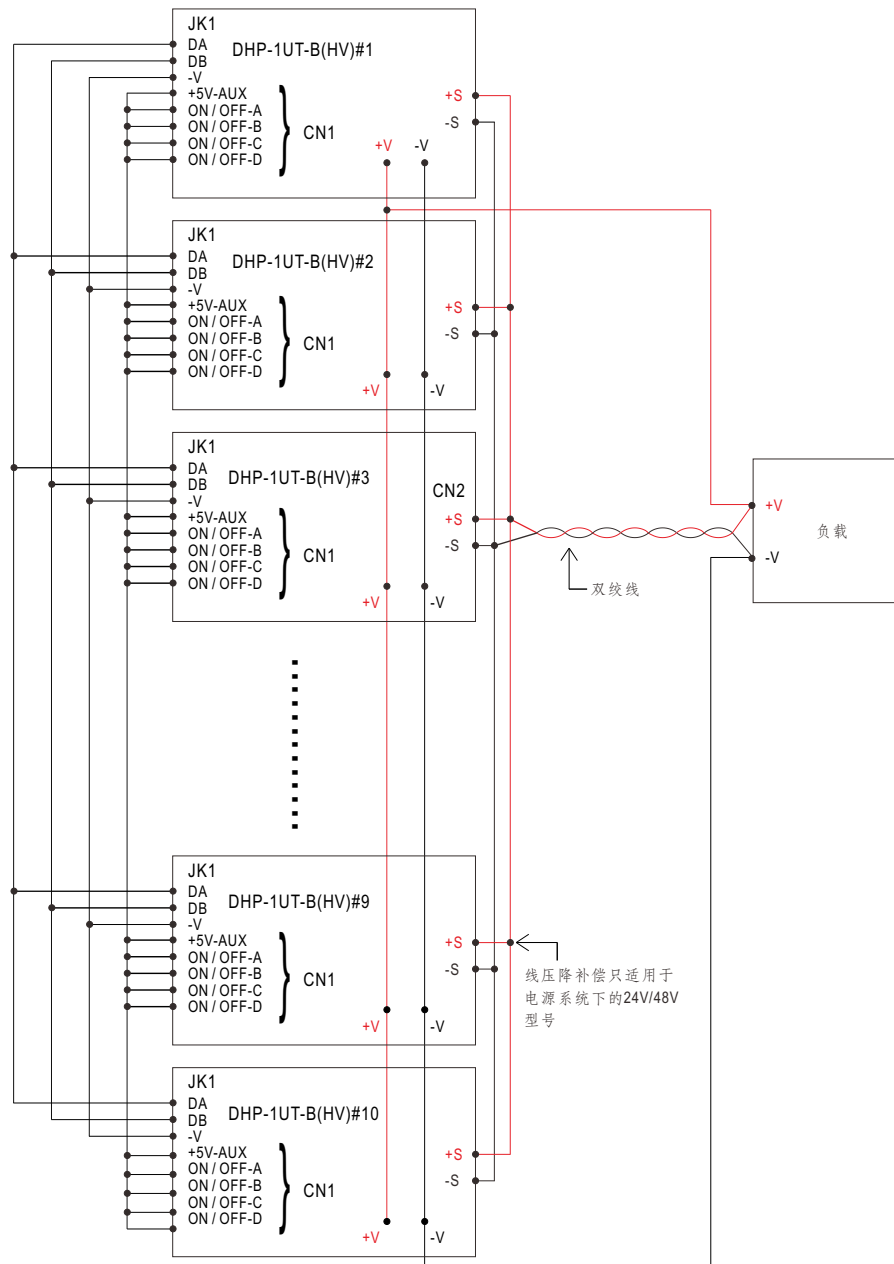 JK1
DA
DHP-1UT-B(HV)#1
DB
-V
+5V-AUX
+S
ON / OFF-A
ON / OFF-B
-S
CN1
ON / OFF-C
+V
-V
ON / OFF-D
JK1
DA
DHP-1UT-B(HV)#2
DB
-V
+5V-AUX
+S
ON / OFF-A
ON / OFF-B
-S
CN1
ON / OFF-C
ON / OFF-D
+V
-V
JK1
DA
DHP-1UT-B(HV)#3
DB
CN2
-V
+5V-AUX
+S
ON / OFF-A
ON / OFF-B
-S
CN1
ON / OFF-C
ON / OFF-D
+V
-V
+V
负载
-V
双绞线
JK1
DA
DHP-1UT-B(HV)#9
DB
-V
+5V-AUX
+S
ON / OFF-A
ON / OFF-B
-S
CN1
ON / OFF-C
ON / OFF-D
+V
-V
线压降补偿只适用于
电源系统下的24V/48V
型号
JK1
DA
DHP-1UT-B(HV)#10
DB
-V
+5V-AUX
+S
ON / OFF-A
ON / OFF-B
-S
CN1
ON / OFF-C
ON / OFF-D
+V
-V